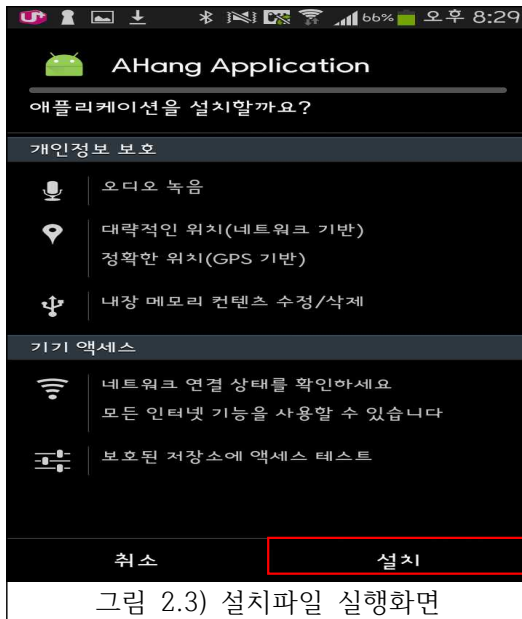 66% 오후 8:29
AHang Application
애플리케이션을 설치할까요?
개인정보 보호
오디오 녹음
대략적인 위치(네트워크 기반)
정확한 위치(GPS 기반)
내장 메모리 컨텐츠 수정/삭제
기기 액세스
네트워크 연결 상태를 확인하세요
모든 인터넷 기능을 사용할 수 있습니다
보호된 저장소에 액세스 테스트
취소 설치
그림 2.3) 설치파일 실행화면